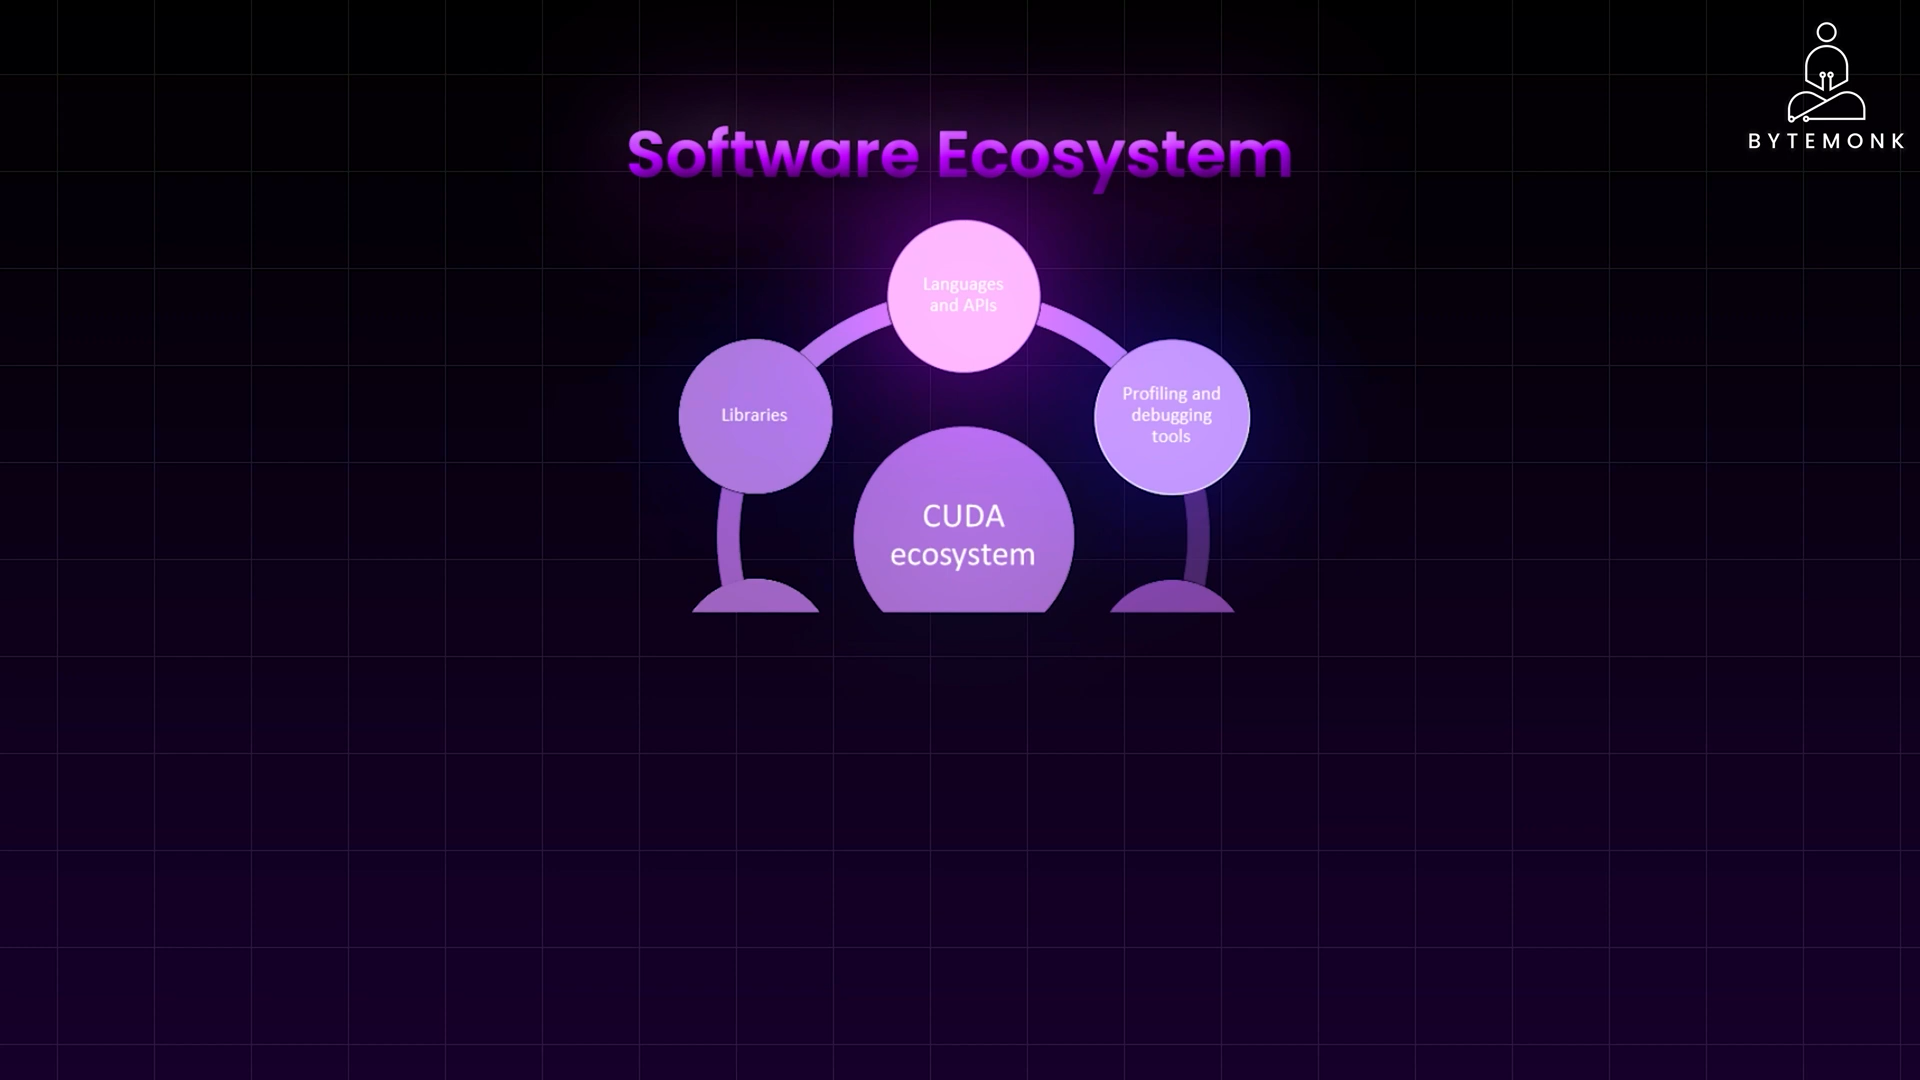 BYTEMONK
Software Ecosystem
Languages
and APIs
Libraries
Profiling and
debugging
tools
CUDA
ecosystem